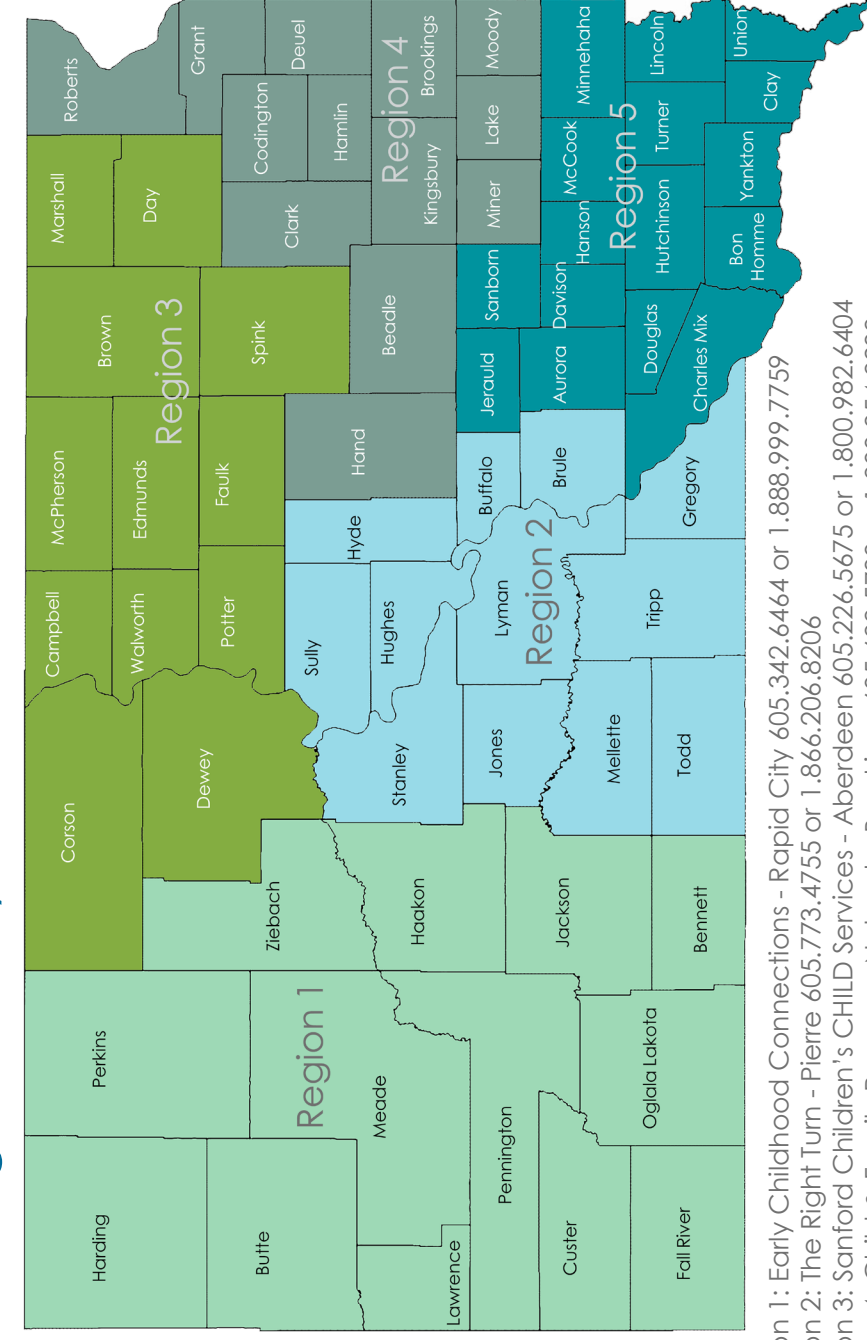 Harding
Perkins
Corson
Campbell
McPherson
Brown
Marshall
Roberts
Walworth
Edmunds
Day
Grant
Region 3
Butte
Ziebach
Dewey
Potter
Faulk
Spink
Codington
Deuel
Clark
Hamlin
Region 1
Meade
Sully
Hyde
Hand
Beadle
Region 4
Kingsbury
Brookings
Haakon
Stanley
Hughes
Lawrence
Pennington
Jones
Lyman
Buffalo
Jerauld
Sanborn
Miner
Lake
Moody
Region 2
Brule
Aurora
Davison
Hanson
McCook
Minnehaha
Region 5
Custer
Jackson
Mellette
Tripp
Douglas
Hutchinson
Turner
Lincoln
Oglala Lakota
Fall River
Bennett
Todd
Gregory
Charles Mix
Bon
Homme
Yankton
Clay
Union
on 1: Early Childhood Connections - Rapid City 605.342.6464 or 1.888.999.7759
on 2: The Right Turn - Pierre 605.773.4755 or 1.866.206.8206
on 3: Sanford Children's CHILD Services - Aberdeen 605.226.5675 or 1.800.982.6404